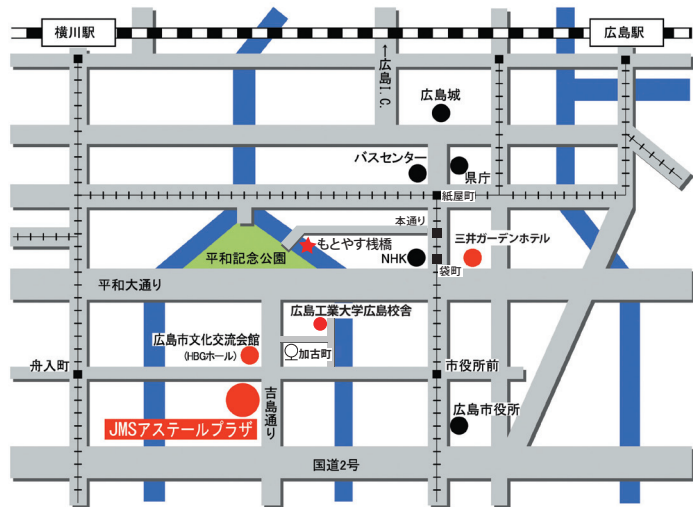 横川駅
広島駅
←広島I.C.
広島城
バスセンター
県庁
紙屋町
本通り
もとやす桟橋
三井ガーデンホテル
平和記念公園
NHK
袋町
平和大通り
広島工業大学広島校舎
広島市文化交流会館
(HBGホール)
加古町
舟入町
市役所前
吉島通り
JMSアステールプラザ
広島市役所
国道2号